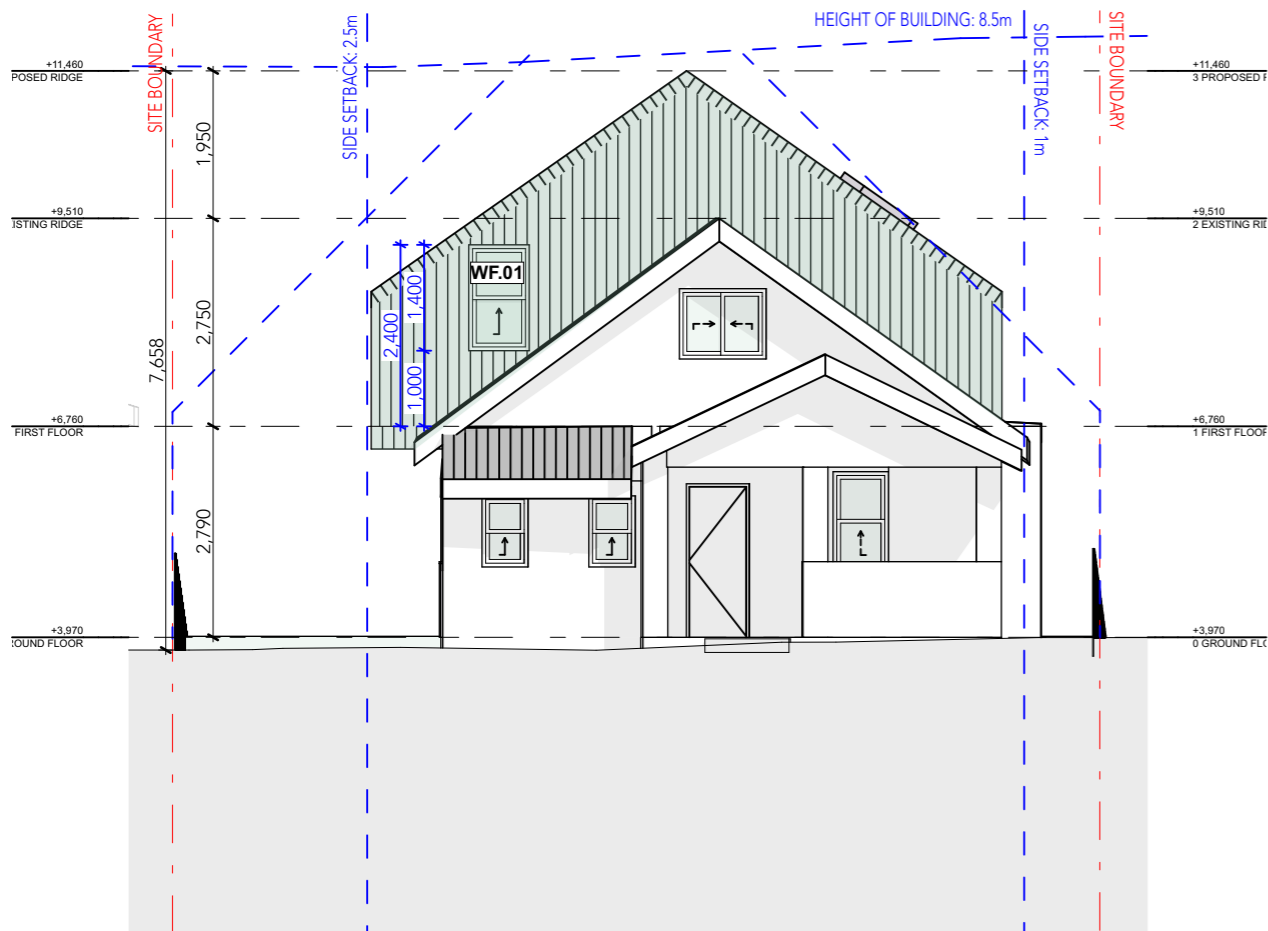 HEIGHT OF BUILDING: 8.5m
SITE BOUNDARY
SIDE SETBACK: 2.5m
SIDE SETBACK: 1m
SITE BOUNDARY
+11,460
POSED RIDGE
+11,460
3 PROPOSED
1,950
+9,510
ISTING RIDGE
+9,510
2 EXISTING RID
WF.01
1,400
2,400
2,750
7,658
1,000
+6,760
FIRST FLOOR
+6,760
1 FIRST FLOOR
2,790
+3,970
OUND FLOOR
+3,970
0 GROUND FLO